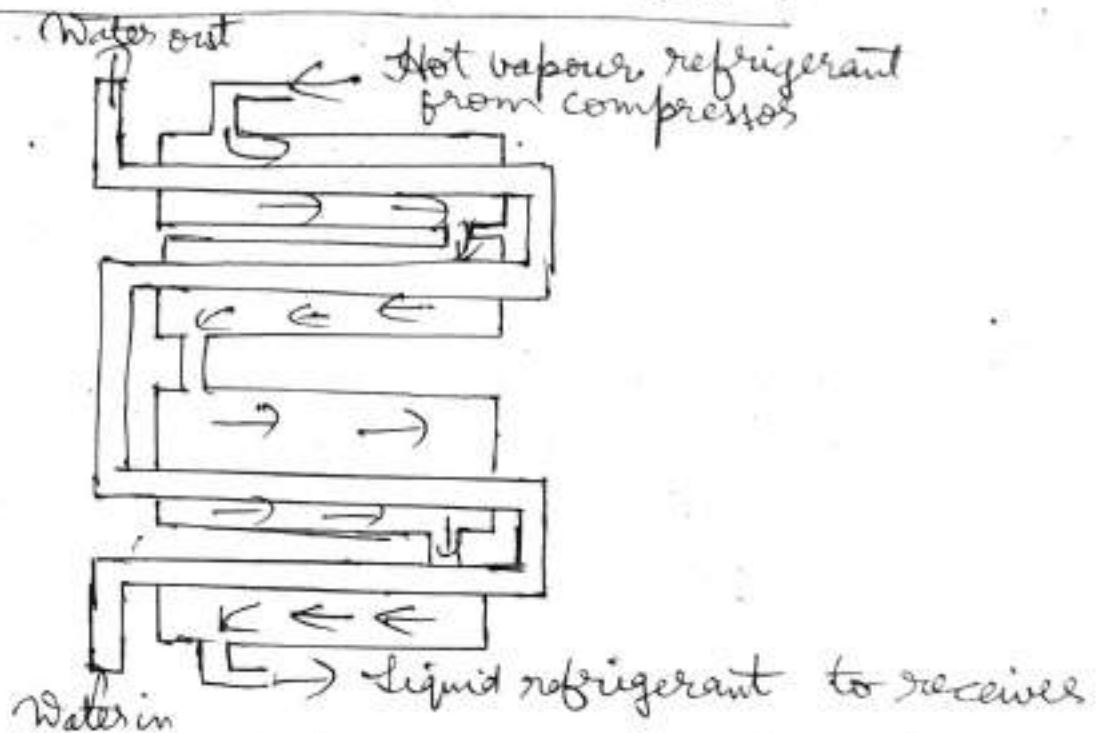 Water out
Hot vapour refrigerant
from compressor
Liquid refrigerant to receiver
Water in